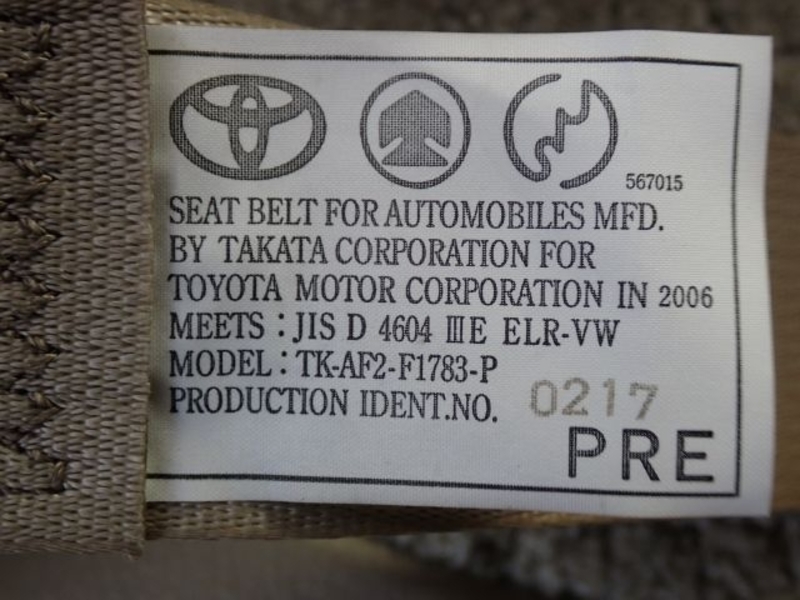 567015
SEAT BELT FOR AUTOMOBILES MFD.
BY TAKATA CORPORATION FOR
TOYOTA MOTOR CORPORATION IN 2006
MEETS : JIS D 4604 ⅢE ELR-VW
MODEL : TK-AF2-F1783-P
PRODUCTION IDENT.NO. 0217
PRE